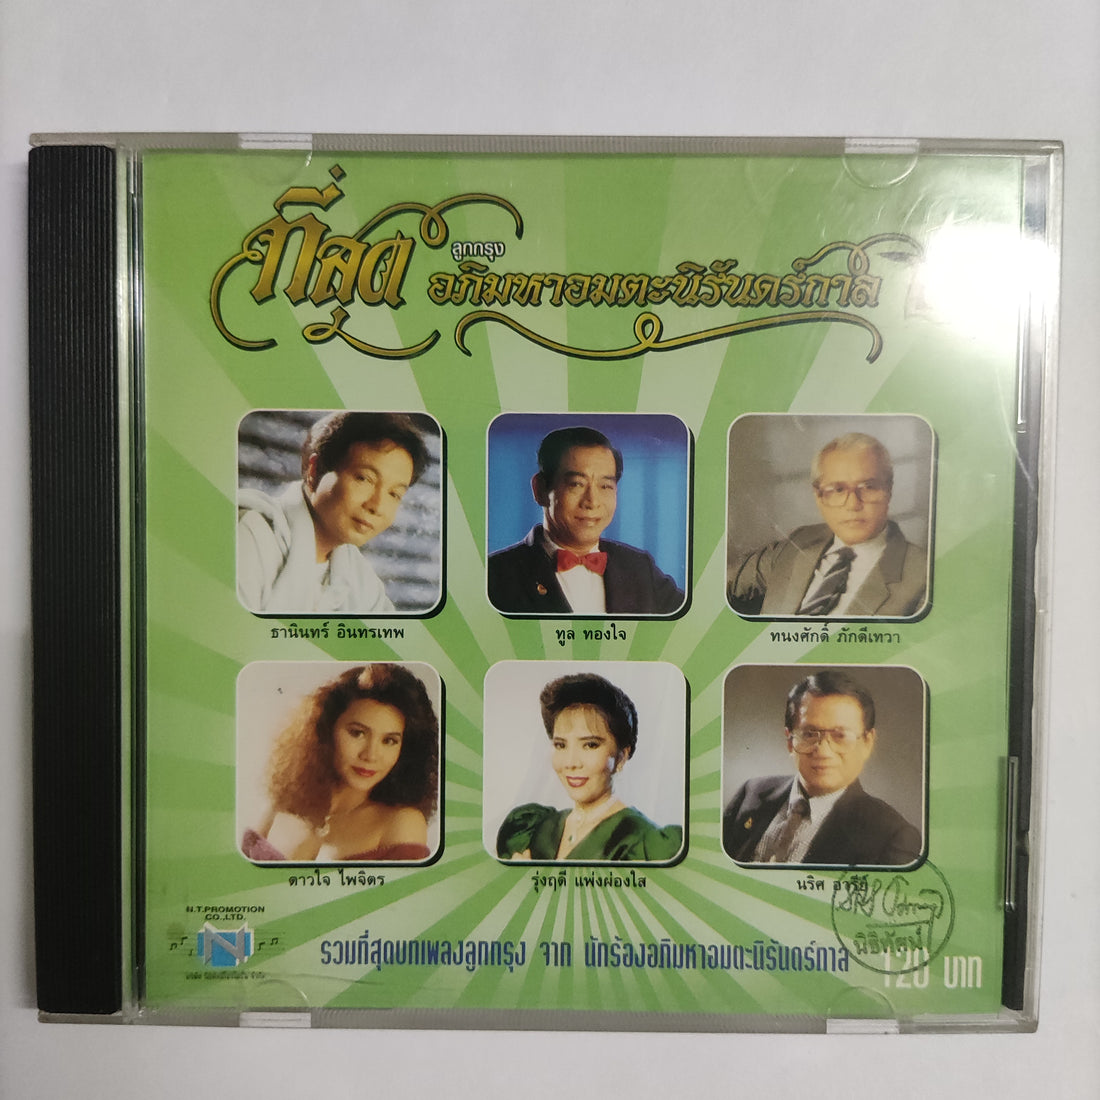 ที่สุด
ลูกกรุง
อภิมหาอมตะนิรันดร์กาล
ธานินทร์ อินทรเทพ
ทูล ทองใจ
ทนงศักดิ์ ภักดีเทวา
ดาวใจ ไพจิตร
รุ่งฤดี แพ่งผ่องใส
นริศ อารีย์
N.T.PROMOTION
CO.,LTD.
รวมที่สุดบทเพลงลูกกรุง จาก นักร้องอภิมหาอมตะนิรันดร์กาล
นิธิทัศน์
120 บาท